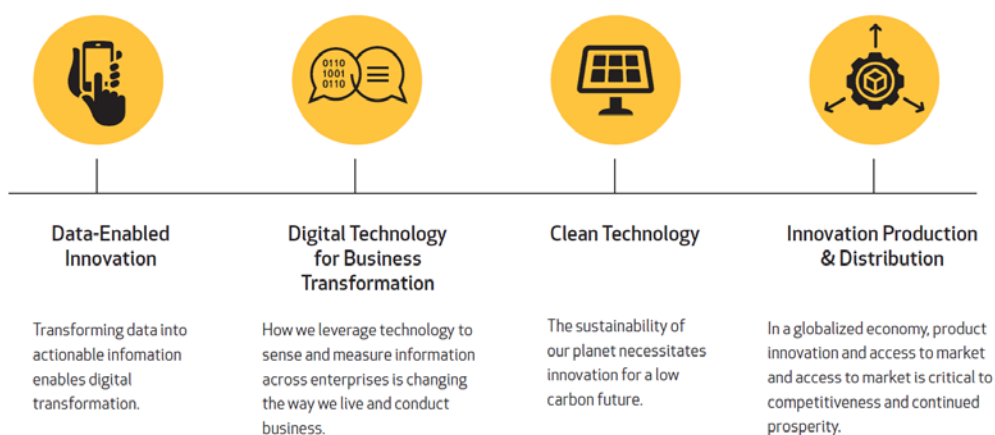 0110
1001
0110
Data-Enabled
Innovation
Transforming data into
actionable infomation
enables digital
transformation.
Digital Technology
for Business
Transformation
How we leverage technology to
sense and measure information
across enterprises is changing
the way we live and conduct
business.
Clean Technology
The sustainability of
our planet necessitates
innovation for a low
carbon future.
Innovation Production
& Distribution
In a globalized economy, product
innovation and access to market
and access to market is critical to
competitiveness and continued
prosperity.